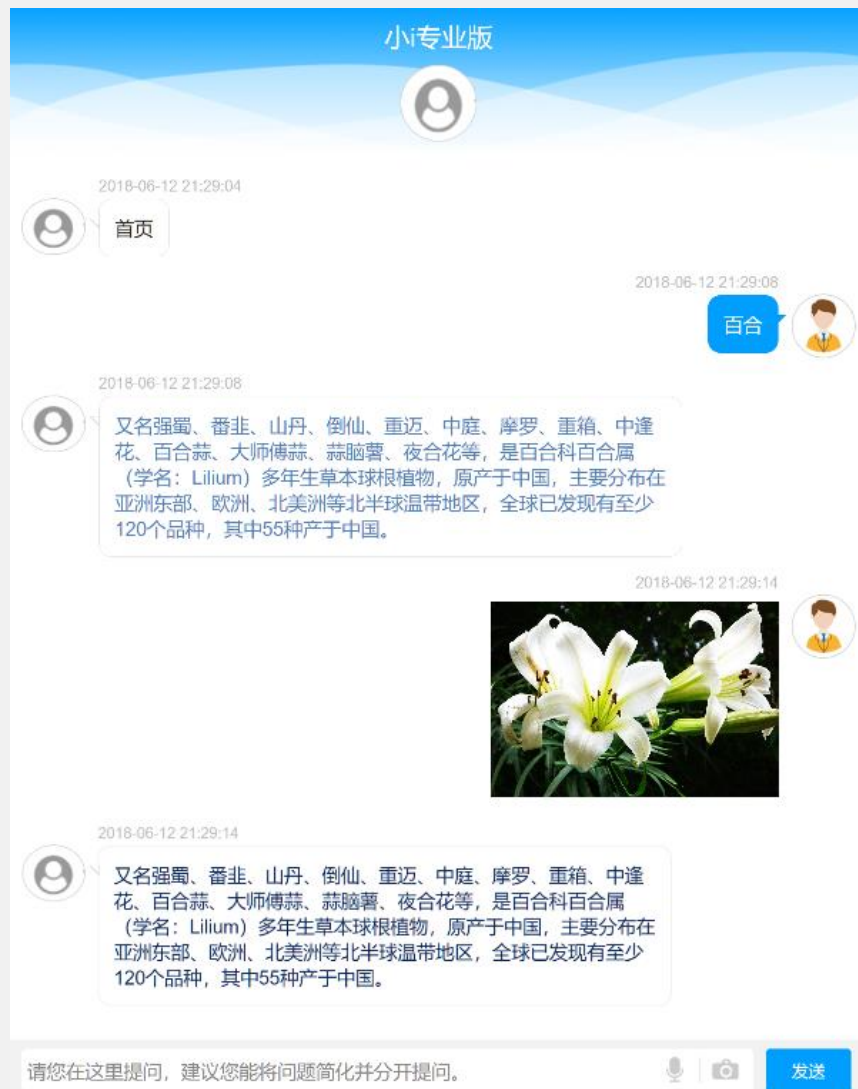 小i专业版
2018-06-12 21:29:04
首页
2018-06-12 21:29:08
百合
2018-06-12 21:29:08
又名强蜀、番韭、山丹、倒仙、重迈、中庭、摩罗、重箱、中逢
花、百合蒜、大师傅蒜、蒜脑薯、夜合花等，是百合科百合属
（学名：Lilium）多年生草本球根植物，原产于中国，主要分布在
亚洲东部、欧洲、北美洲等北半球温带地区，全球已发现有至少
120个品种，其中55种产于中国。
2018-06-12 21:29:14
2018-06-12 21:29:14
又名强蜀、番韭、山丹、倒仙、重迈、中庭、摩罗、重箱、中逢
花、百合蒜、大师傅蒜、蒜脑薯、夜合花等，是百合科百合属
（学名：Lilium）多年生草本球根植物，原产于中国，主要分布在
亚洲东部、欧洲、北美洲等北半球温带地区，全球已发现有至少
120个品种，其中55种产于中国。
请您在这里提问，建议您能将问题简化并分开提问。
发送